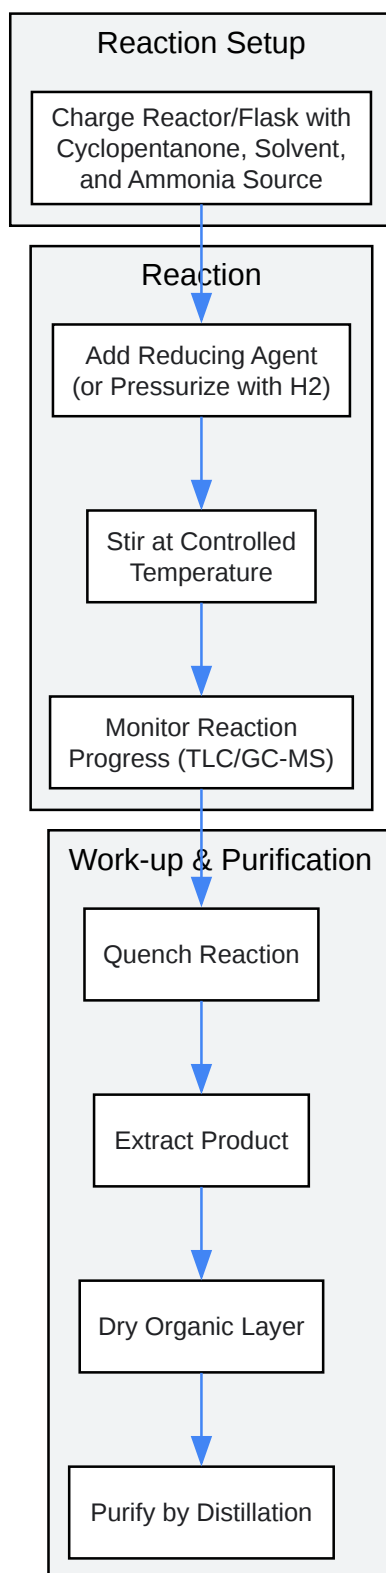 Reaction Setup
Charge Reactor/Flask with
Cyclopentanone, Solvent,
and Ammonia Source
Reaction
Add Reducing Agent
(or Pressurize with H2)
Stir at Controlled
Temperature
Monitor Reaction
Progress (TLC/GC-MS)
Work-up & Purification
Quench Reaction
Extract Product
Dry Organic Layer
Purify by Distillation